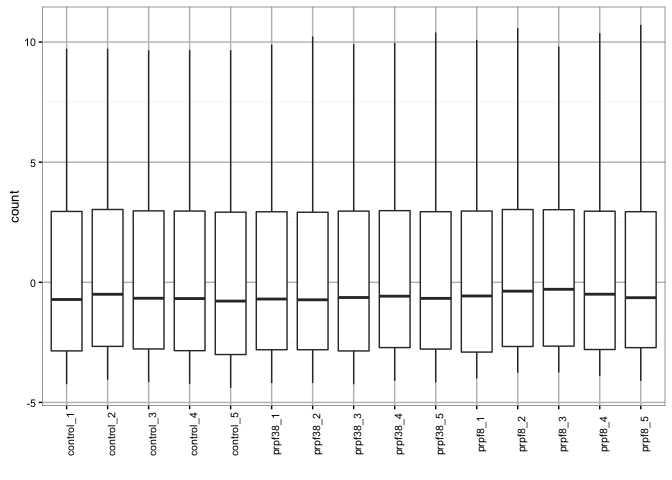 10
5
0
-5
count
control_1
control_2
control_3
control_4
control_5
prpf38_1
prpf38_2
prpf38_3
prpf38_4
prpf38_5
prpf8_1
prpf8_2
prpf8_3
prpf8_4
prpf8_5